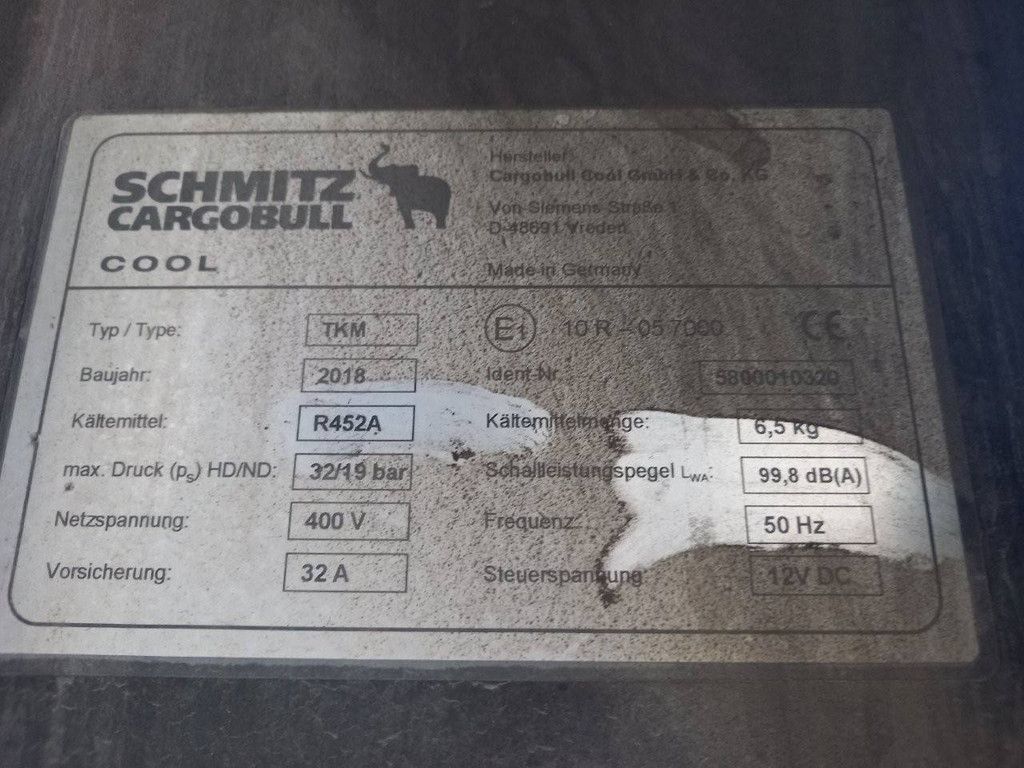 SCHMITZ
CARGOBULL
COOL
Hersteller:
Cargobull Cool GmbH & Co. KG
Von-Siemens-Straße 1
D-48691 Vreden
Made in Germany
Typ / Type: TKM E1 10 R – 05 7000 CE
Baujahr: 2018 Ident-Nr. 5800010320
Kältemittel: R452A Kältemittelmenge: 6,5 kg
max. Druck (ps) HD/ND: 32/19 bar Schallleistungspegel LWA: 99,8 dB(A)
Netzspannung: 400 V Frequenz: 50 Hz
Vorsicherung: 32 A Steuerspannung: 12V DC